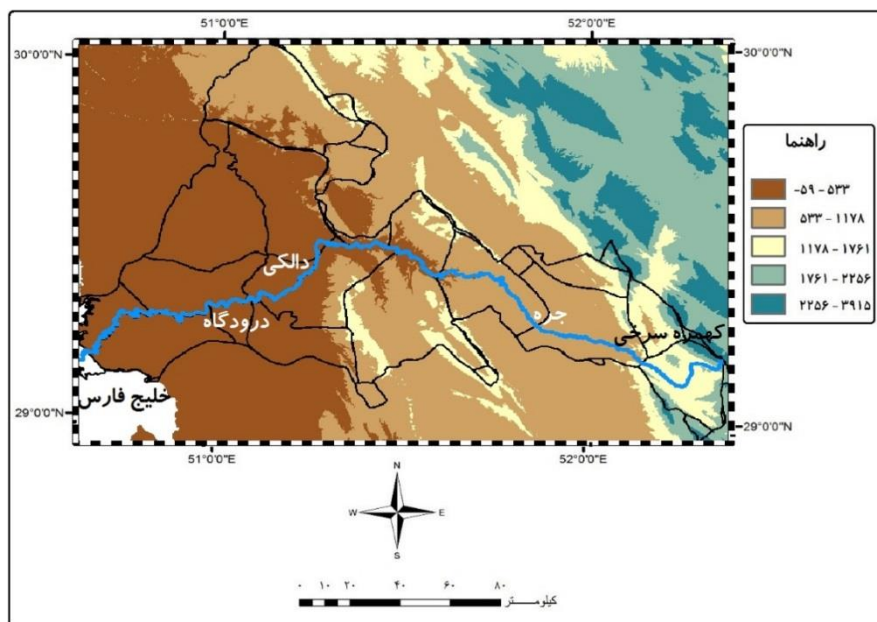 51°0'0"E
52°0'0"E
30°0'0"N
30°0'0"N
راهنما
-۵۹ - ۵۳۳
۵۳۳ - ۱۱۷۸
۱۱۷۸ - ۱۷۶۱
۱۷۶۱ - ۲۲۵۶
۲۲۵۶ - ۳۹۱۵
دالکی
درودگاه
جره
کهمره سرخی
خلیج فارس
29°0'0"N
29°0'0"N
51°0'0"E
52°0'0"E
N
W
E
S
۰ ۱۰ ۲۰ ۴۰ ۶۰ ۸۰
کیلومتر